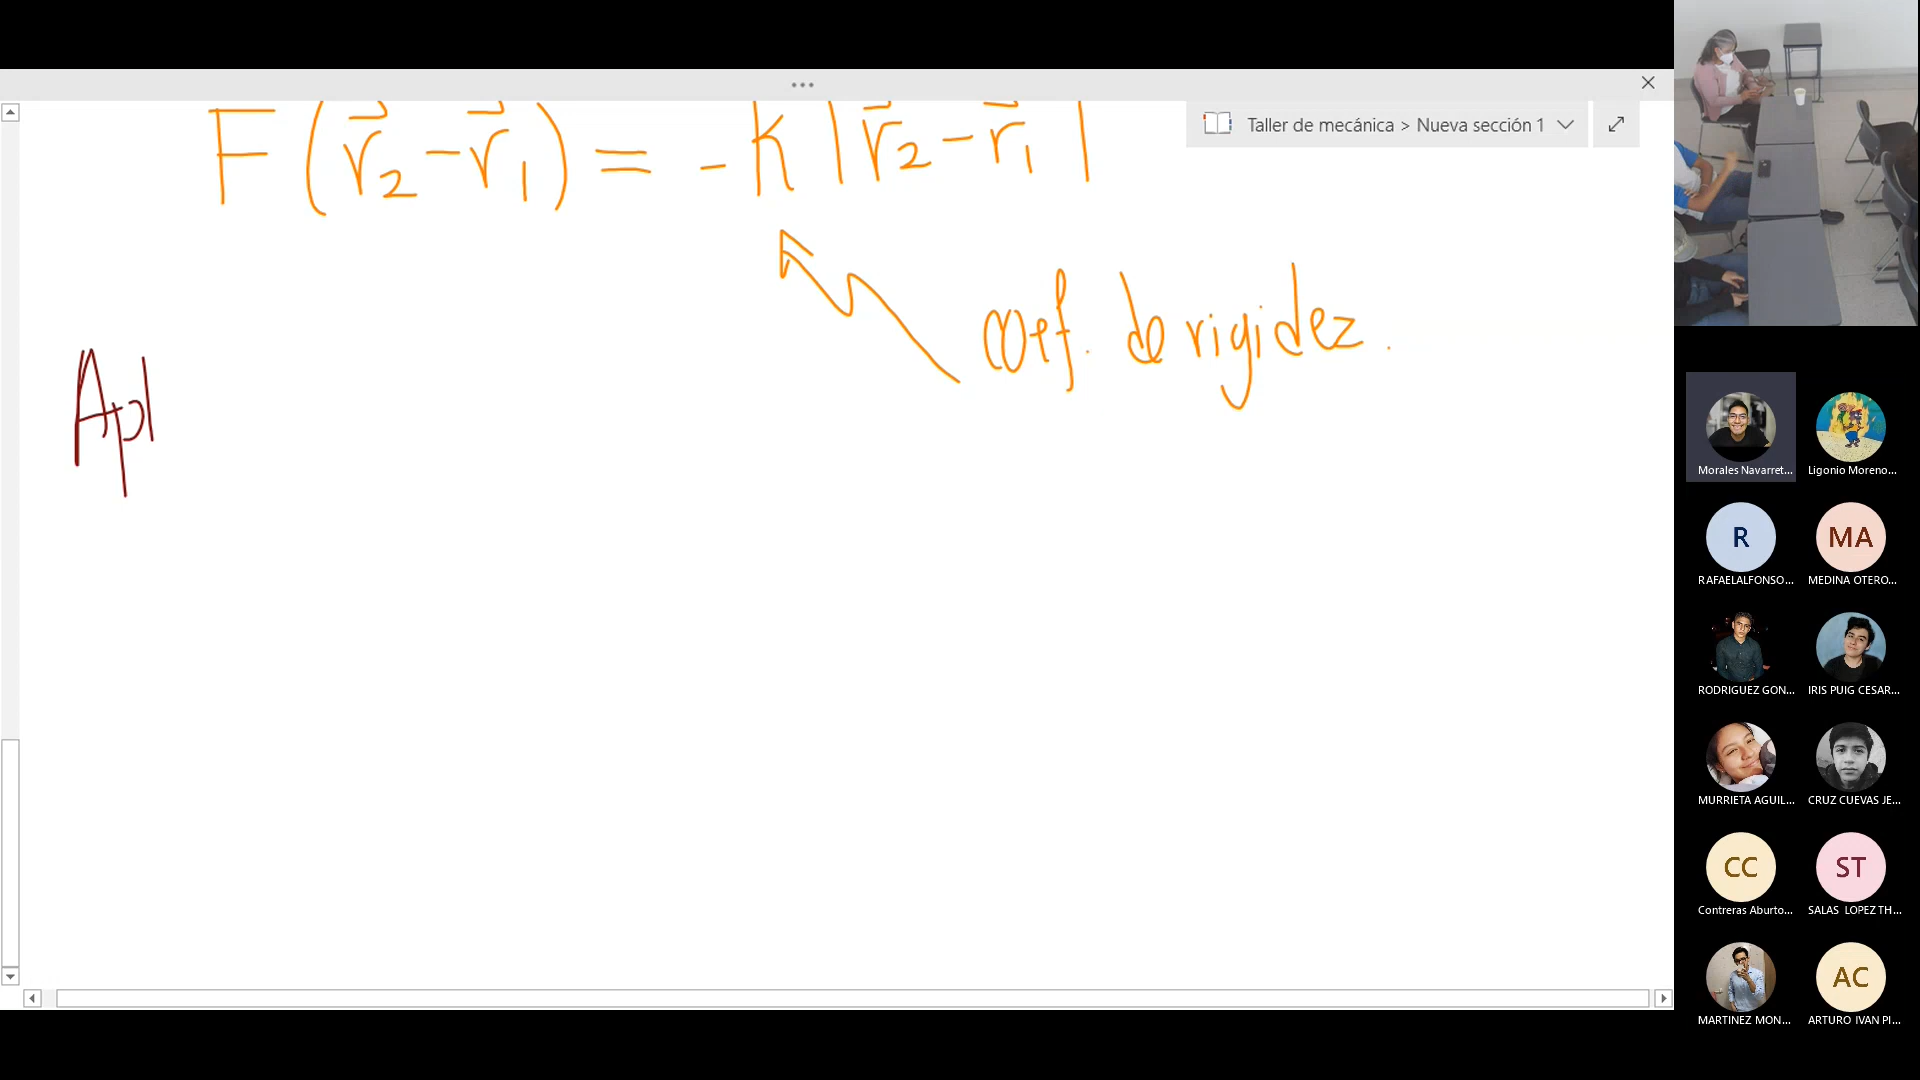 Taller de mecánica > Nueva sección 1
F(r⃗₂ − r⃗₁) = -K|r⃗₂ − r⃗₁|
coef. de rigidez.
Apl
Morales Navarret...
Ligonio Moreno...
R
MA
RAFAELALFONSO...
MEDINA OTERO...
RODRIGUEZ GON...
IRIS PUIG CESAR...
MURRIETA AGUIL...
CRUZ CUEVAS JE...
CC
ST
Contreras Aburto...
SALAS LOPEZ TH...
AC
MARTINEZ MON...
ARTURO IVAN PI...